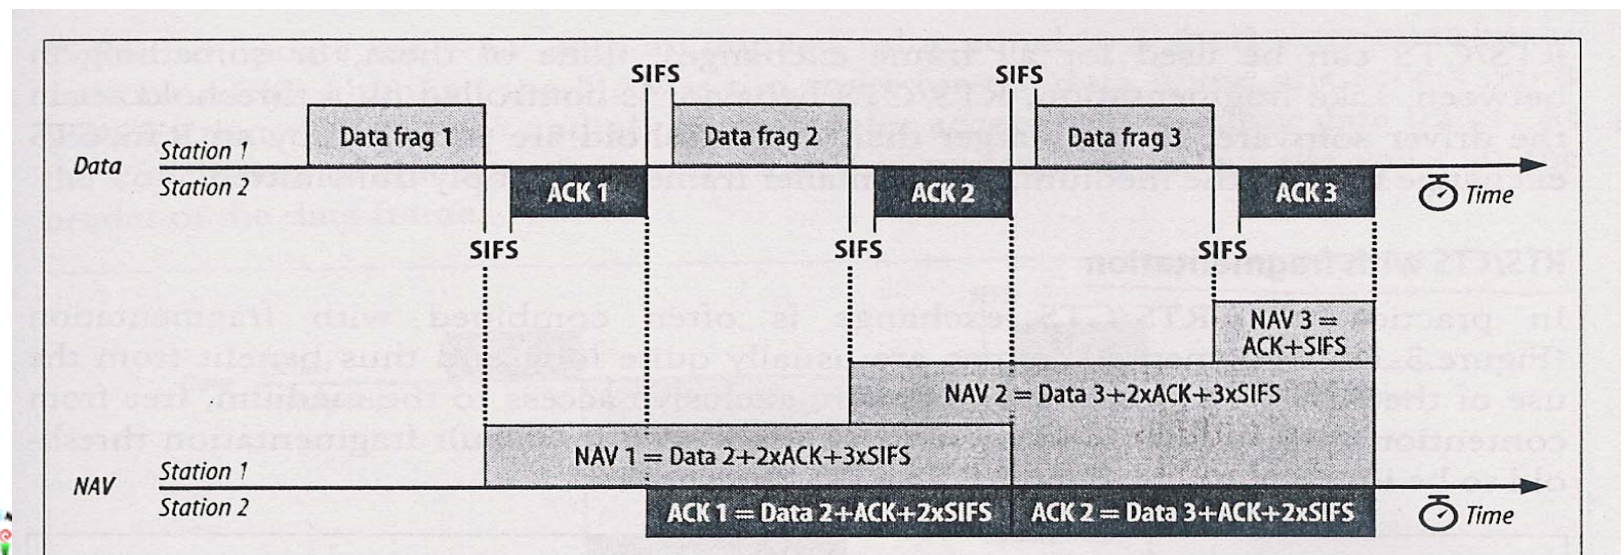 SIFS SIFS
Data frag 1 Data frag 2 Data frag 3
Data Station 1
Station 2 ACK 1 ACK 2 ACK 3 Time
SIFS SIFS SIFS
NAV 3 =
ACK+SIFS
NAV 2 = Data 3+2xACK+3xSIFS
NAV 1 = Data 2+2xACK+3xSIFS
NAV Station 1
Station 2 ACK 1 = Data 2+ACK+2xSIFS ACK 2 = Data 3+ACK+2xSIFS Time